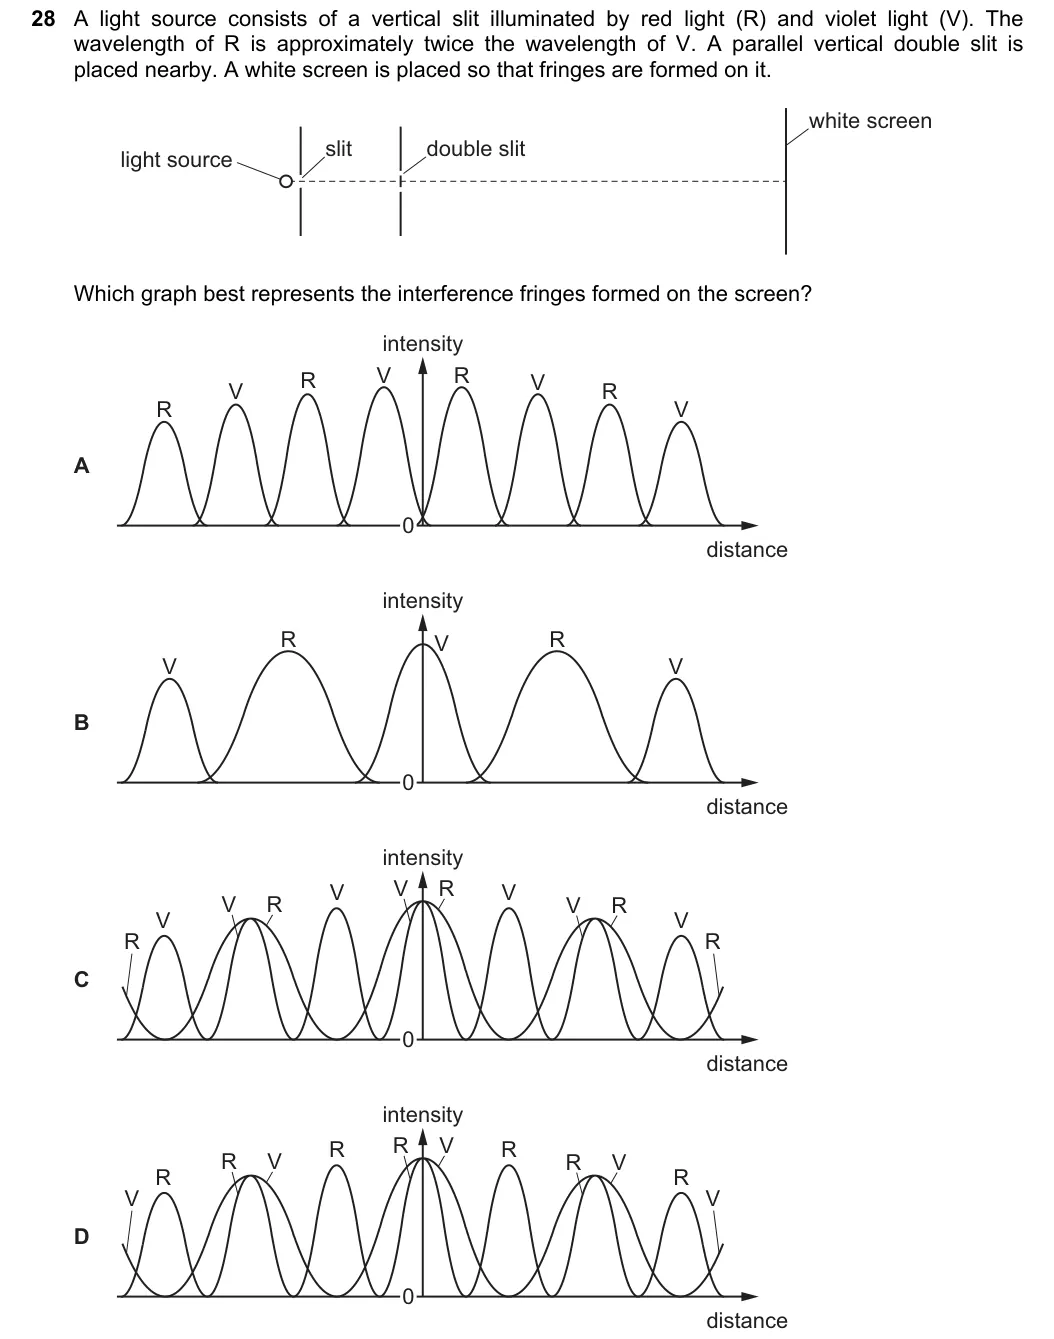 28 A light source consists of a vertical slit illuminated by red light (R) and violet light (V). The
wavelength of R is approximately twice the wavelength of V. A parallel vertical double slit is
placed nearby. A white screen is placed so that fringes are formed on it.
white screen
slit
double slit
light source
Which graph best represents the interference fringes formed on the screen?
intensity
R V R V R V R V
A
0
distance
intensity
V R V R V
B
0
distance
intensity
R V V R V V R V V R V R
C
0
distance
intensity
V R R V R R V R R V R V
D
0
distance